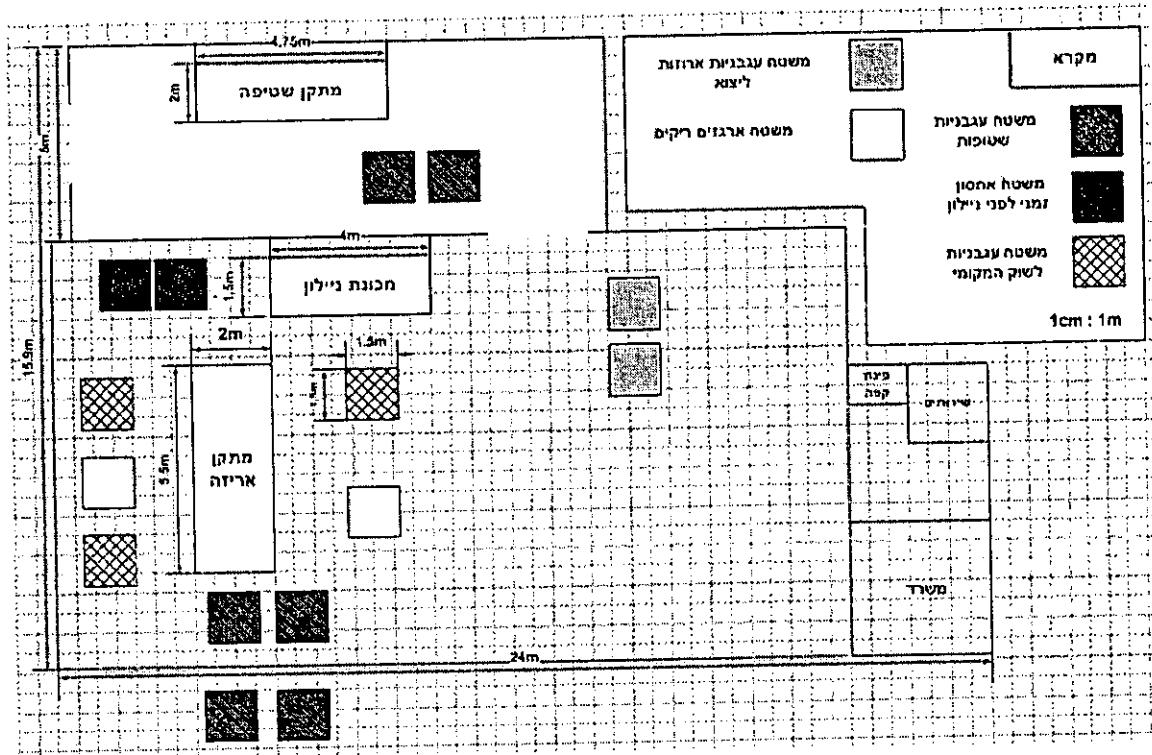 4.75m
2m
מתקן שטיפה
5m
15.9m
משטח עגבניות ארוזות
ליצוא
משטח ארגזים ריקים
מקרא
משטח עגבניות
שטופות
משטח אחסון
זמני לפני ניילון
משטח עגבניות
לשוק המקומי
1cm : 1m
4m
1.5m
מכונת ניילון
2m
1.5m
1.5m
5.5m
מתקן
אריזה
פינת
קפה
שירותים
משרד
24m